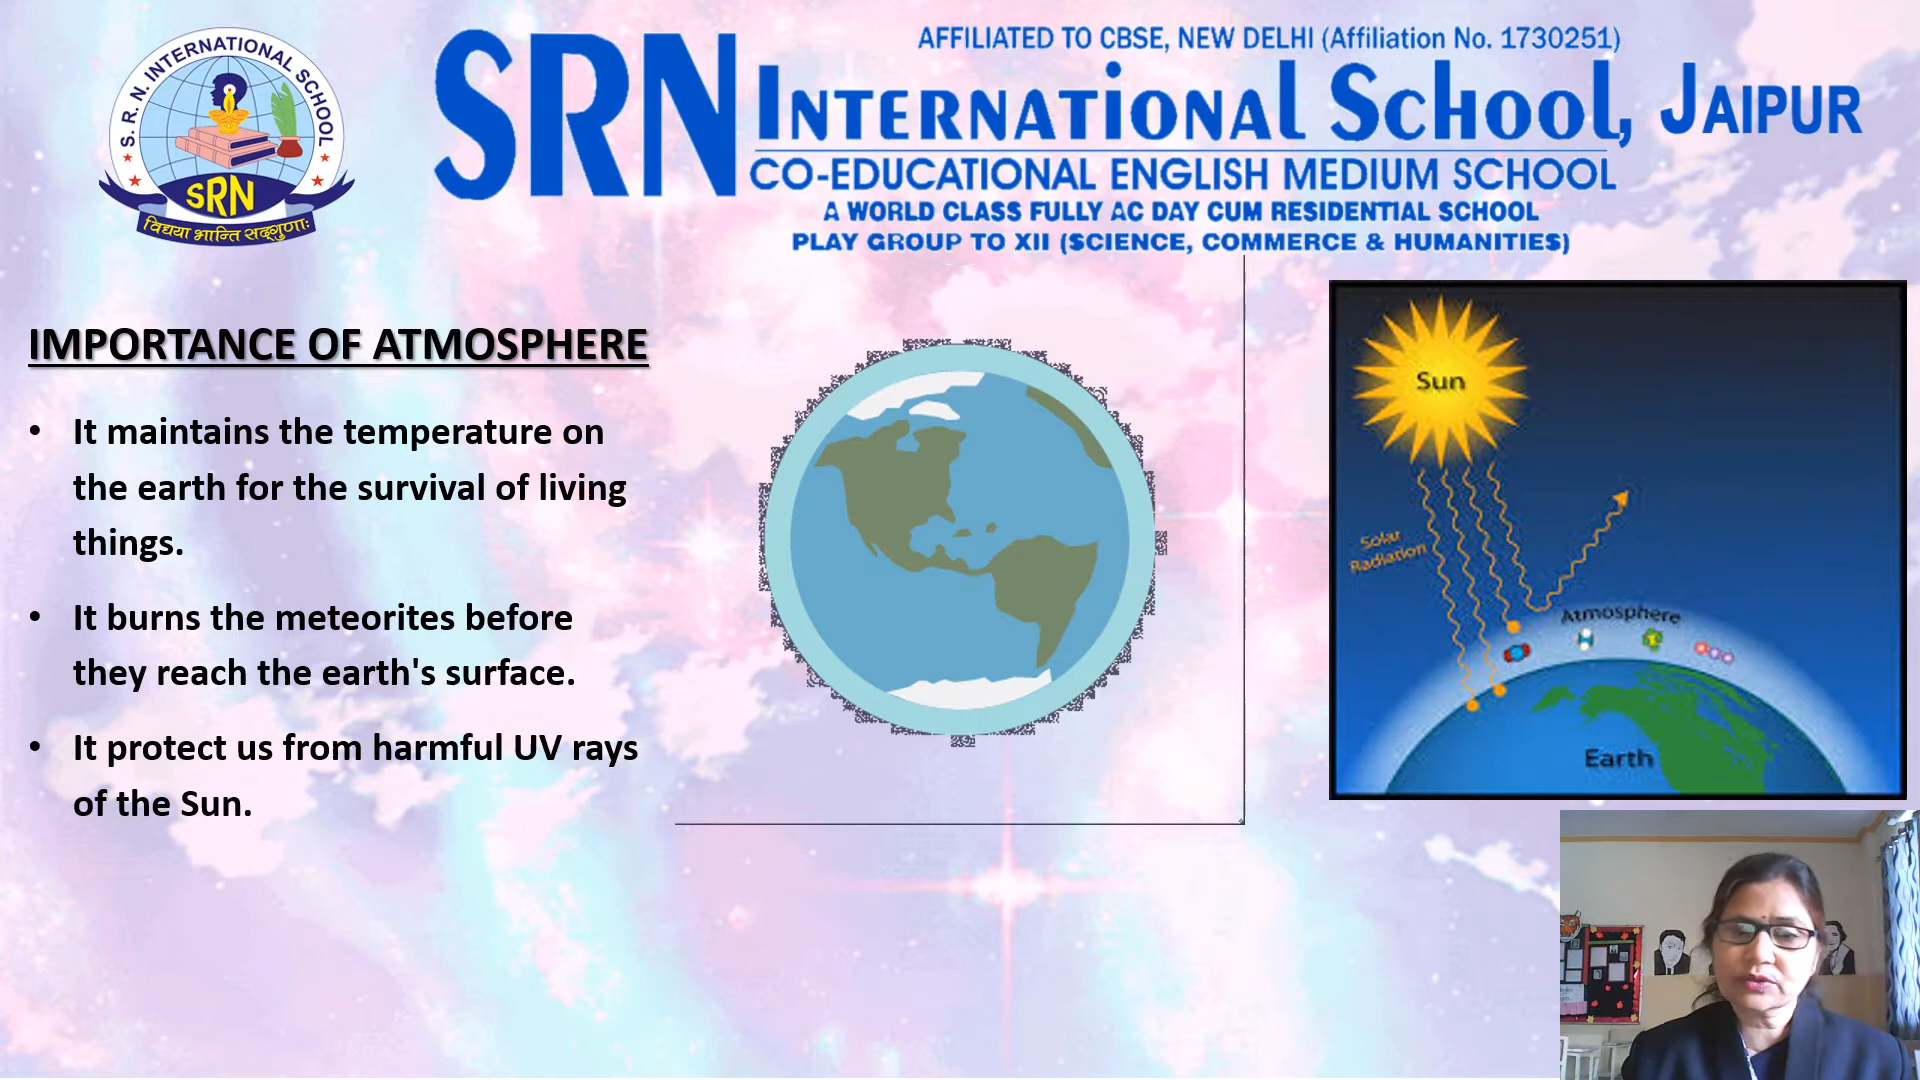 S. R. N. INTERNATIONAL SCHOOL
SRN
विद्यया भान्ति सद्गुणाः
AFFILIATED TO CBSE, NEW DELHI (Affiliation No. 1730251)
SRN INTERNATIONAL SCHOOL, JAIPUR
CO-EDUCATIONAL ENGLISH MEDIUM SCHOOL
A WORLD CLASS FULLY AC DAY CUM RESIDENTIAL SCHOOL
PLAY GROUP TO XII (SCIENCE, COMMERCE & HUMANITIES)
IMPORTANCE OF ATMOSPHERE
• It maintains the temperature on
the earth for the survival of living
things.
• It burns the meteorites before
they reach the earth's surface.
• It protect us from harmful UV rays
of the Sun.
Sun
Solar
Radiation
Atmosphere
Earth